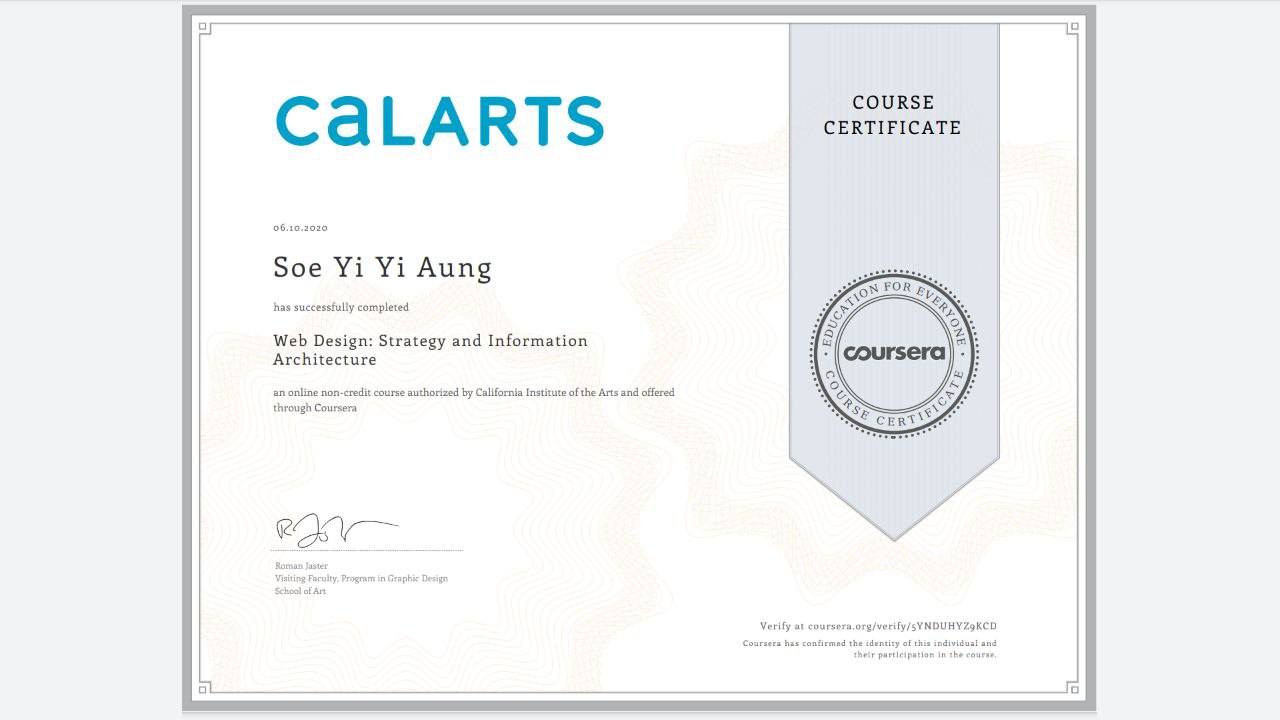 CALARTS
COURSE
CERTIFICATE
06.10.2020
Soe Yi Yi Aung
has successfully completed
Web Design: Strategy and Information
Architecture
an online non-credit course authorized by California Institute of the Arts and offered
through Coursera
EDUCATION FOR EVERYONE
coursera
COURSE CERTIFICATE
Roman Jaster
Visiting Faculty, Program in Graphic Design
School of Art
Verify at coursera.org/verify/5YNDUHYZ9KCD
Coursera has confirmed the identity of this individual and
their participation in the course.